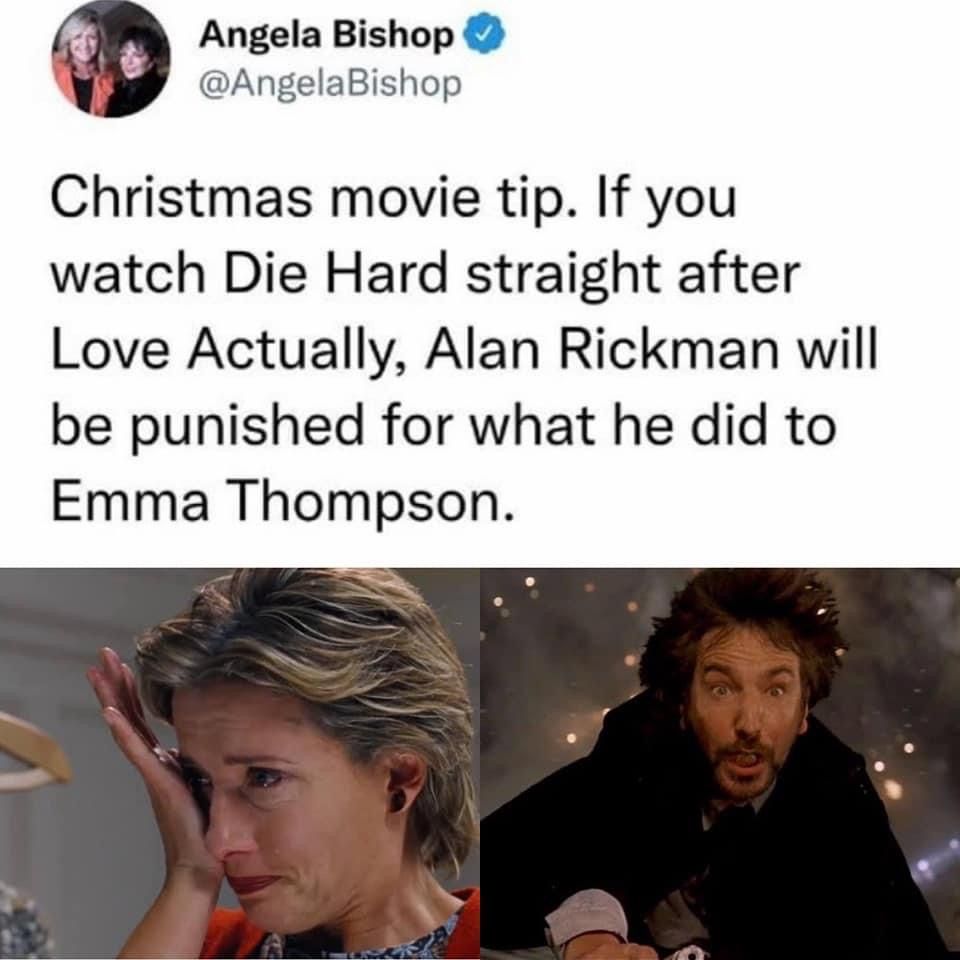 Angela Bishop
@AngelaBishop
Christmas movie tip. If you
watch Die Hard straight after
Love Actually, Alan Rickman will
be punished for what he did to
Emma Thompson.